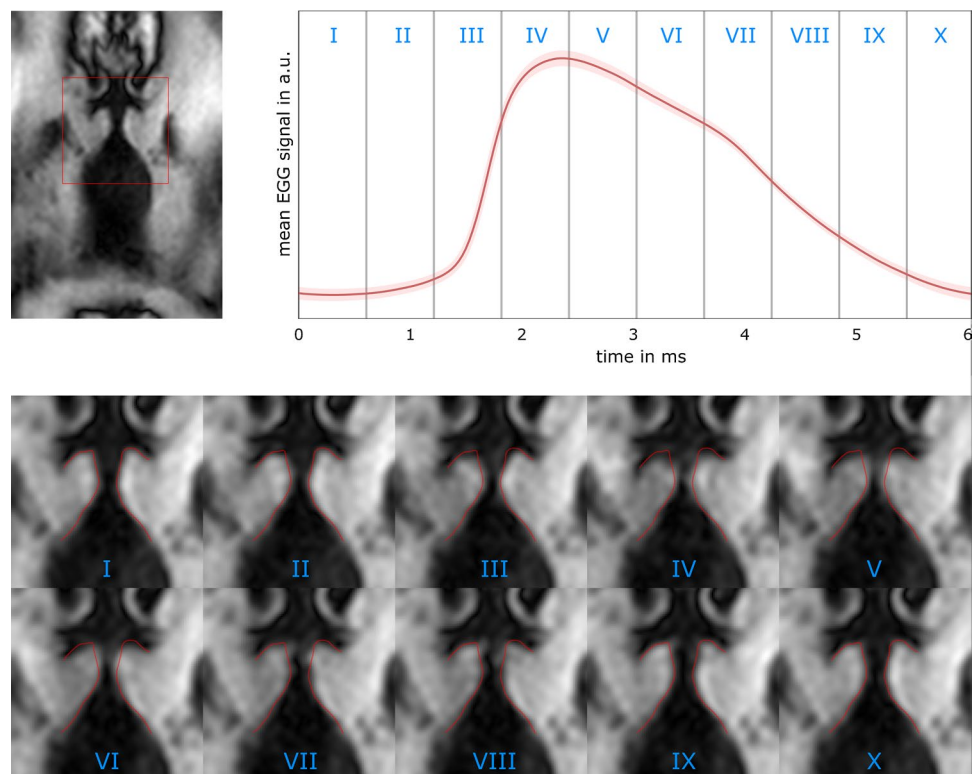 I II III IV V VI VII VIII IX X
mean EGG signal in a.u.
0 1 2 3 4 5 6
time in ms
I II III IV V
VI VII VIII IX X